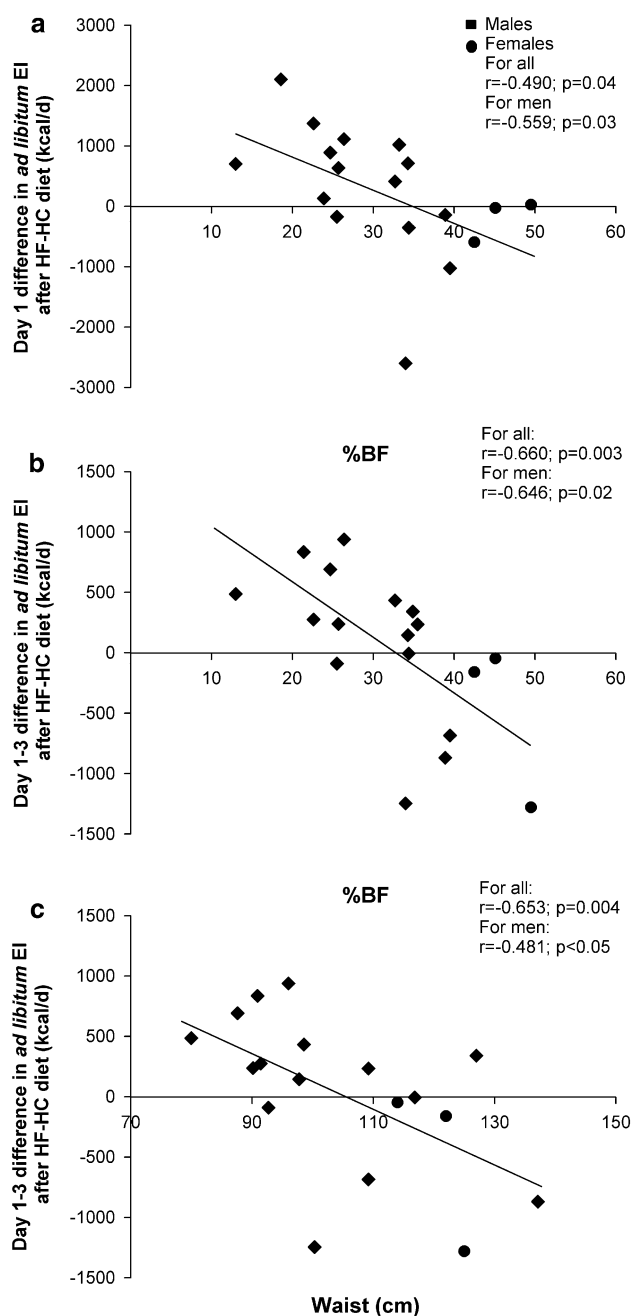 a
Day 1 difference in ad libitum EI
after HF-HC diet (kcal/d)
3000
2000
1000
0
-1000
-2000
-3000
10 20 30 40 50 60
Males
Females
For all
r=-0.490; p=0.04
For men
r=-0.559; p=0.03
%BF
b
Day 1-3 difference in ad libitum EI
after HF-HC diet (kcal/d)
1500
1000
500
0
-500
-1000
-1500
10 20 30 40 50 60
For all:
r=-0.660; p=0.003
For men:
r=-0.646; p=0.02
%BF
c
Day 1-3 difference in ad libitum EI
after HF-HC diet (kcal/d)
1500
1000
500
0
-500
-1000
-1500
70 90 110 130 150
For all:
r=-0.653; p=0.004
For men:
r=-0.481; p<0.05
Waist (cm)